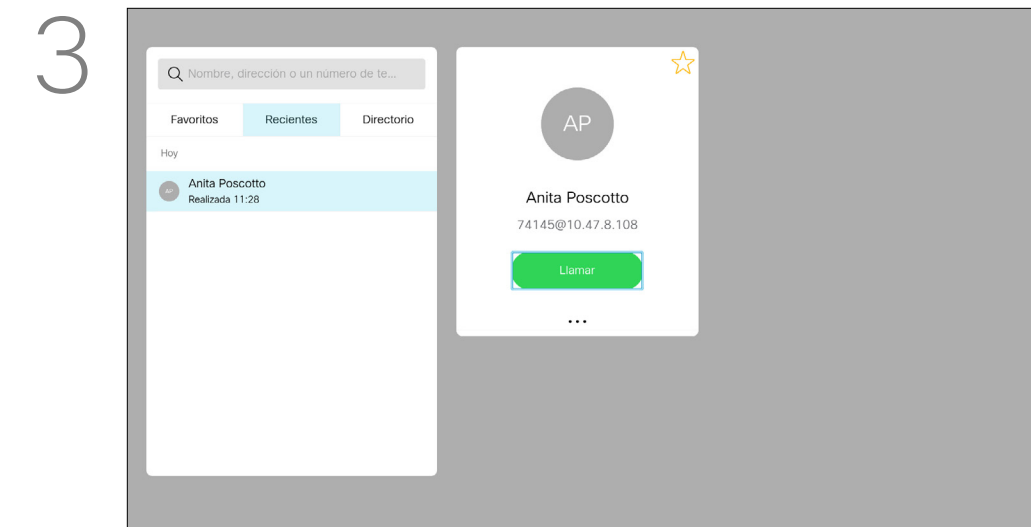 3
Nombre, dirección o un número de te...
Favoritos Recientes Directorio
Hoy
AP
Anita Poscotto
Realizada 11:28
AP
Anita Poscotto
74145@10.47.8.108
Llamar